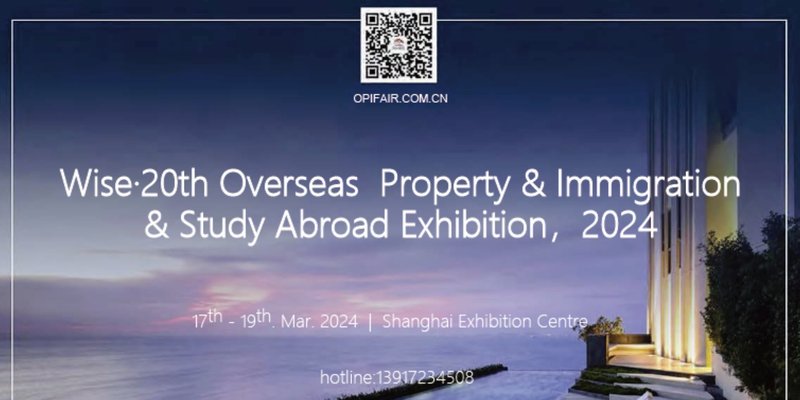 OPIFAIR.COM.CN
Wise·20th Overseas Property & Immigration
& Study Abroad Exhibition，2024
17th - 19th. Mar. 2024 | Shanghai Exhibition Centre
hotline:13917234508